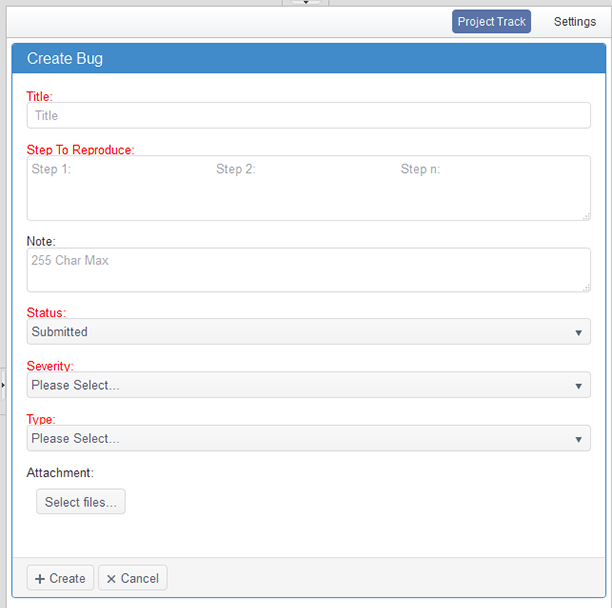 Project Track Settings
Create Bug
Title:
Title
Step To Reproduce:
Step 1: Step 2: Step n:
Note:
255 Char Max
Status:
Submitted
Severity:
Please Select...
Type:
Please Select...
Attachment:
Select files...
Create Cancel